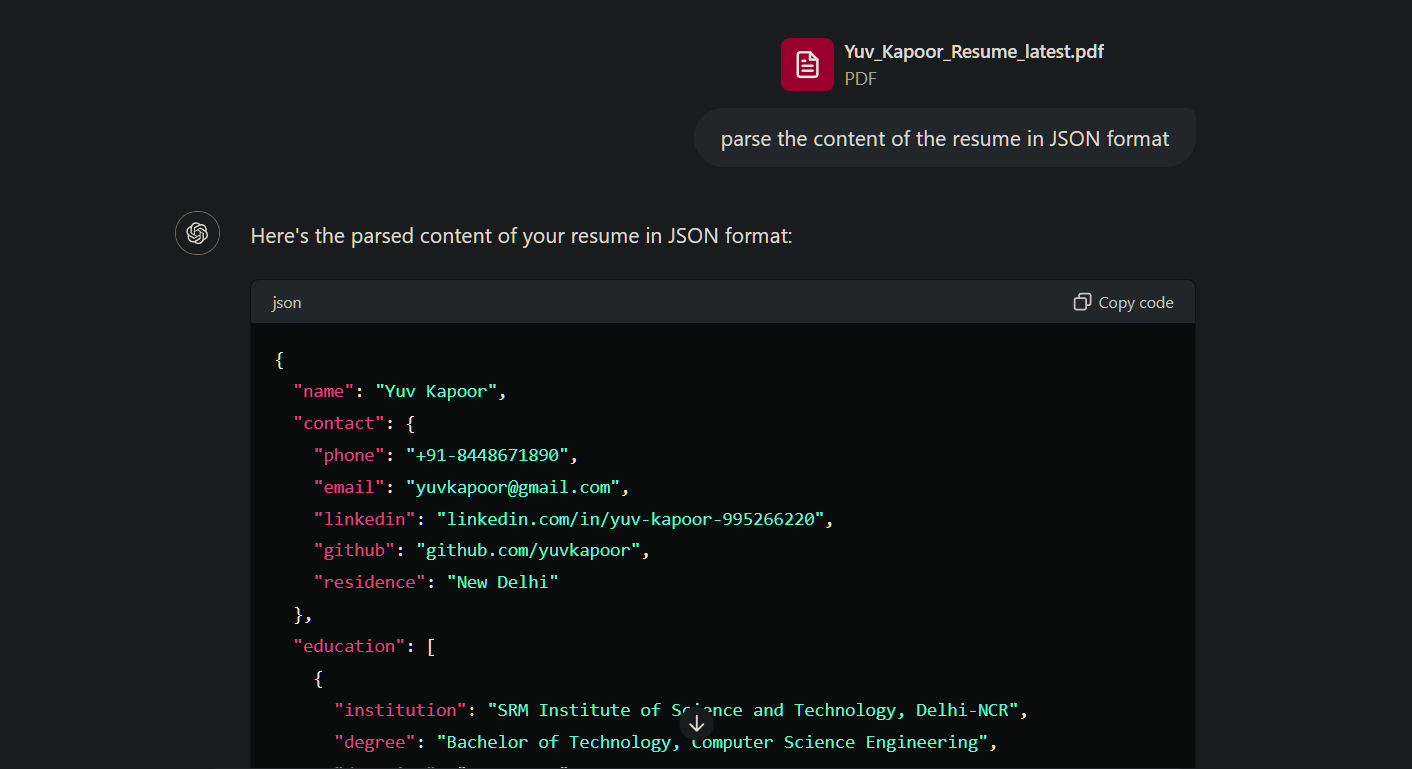 Yuv_Kapoor_Resume_latest.pdf
PDF
parse the content of the resume in JSON format
Here's the parsed content of your resume in JSON format:
json
Copy code
{
"name": "Yuv Kapoor",
"contact": {
"phone": "+91-8448671890",
"email": "yuvkapoor@gmail.com",
"linkedin": "linkedin.com/in/yuv-kapoor-995266220",
"github": "github.com/yuvkapoor",
"residence": "New Delhi"
},
"education": [
{
"institution": "SRM Institute of Science and Technology, Delhi-NCR",
"degree": "Bachelor of Technology, Computer Science Engineering",